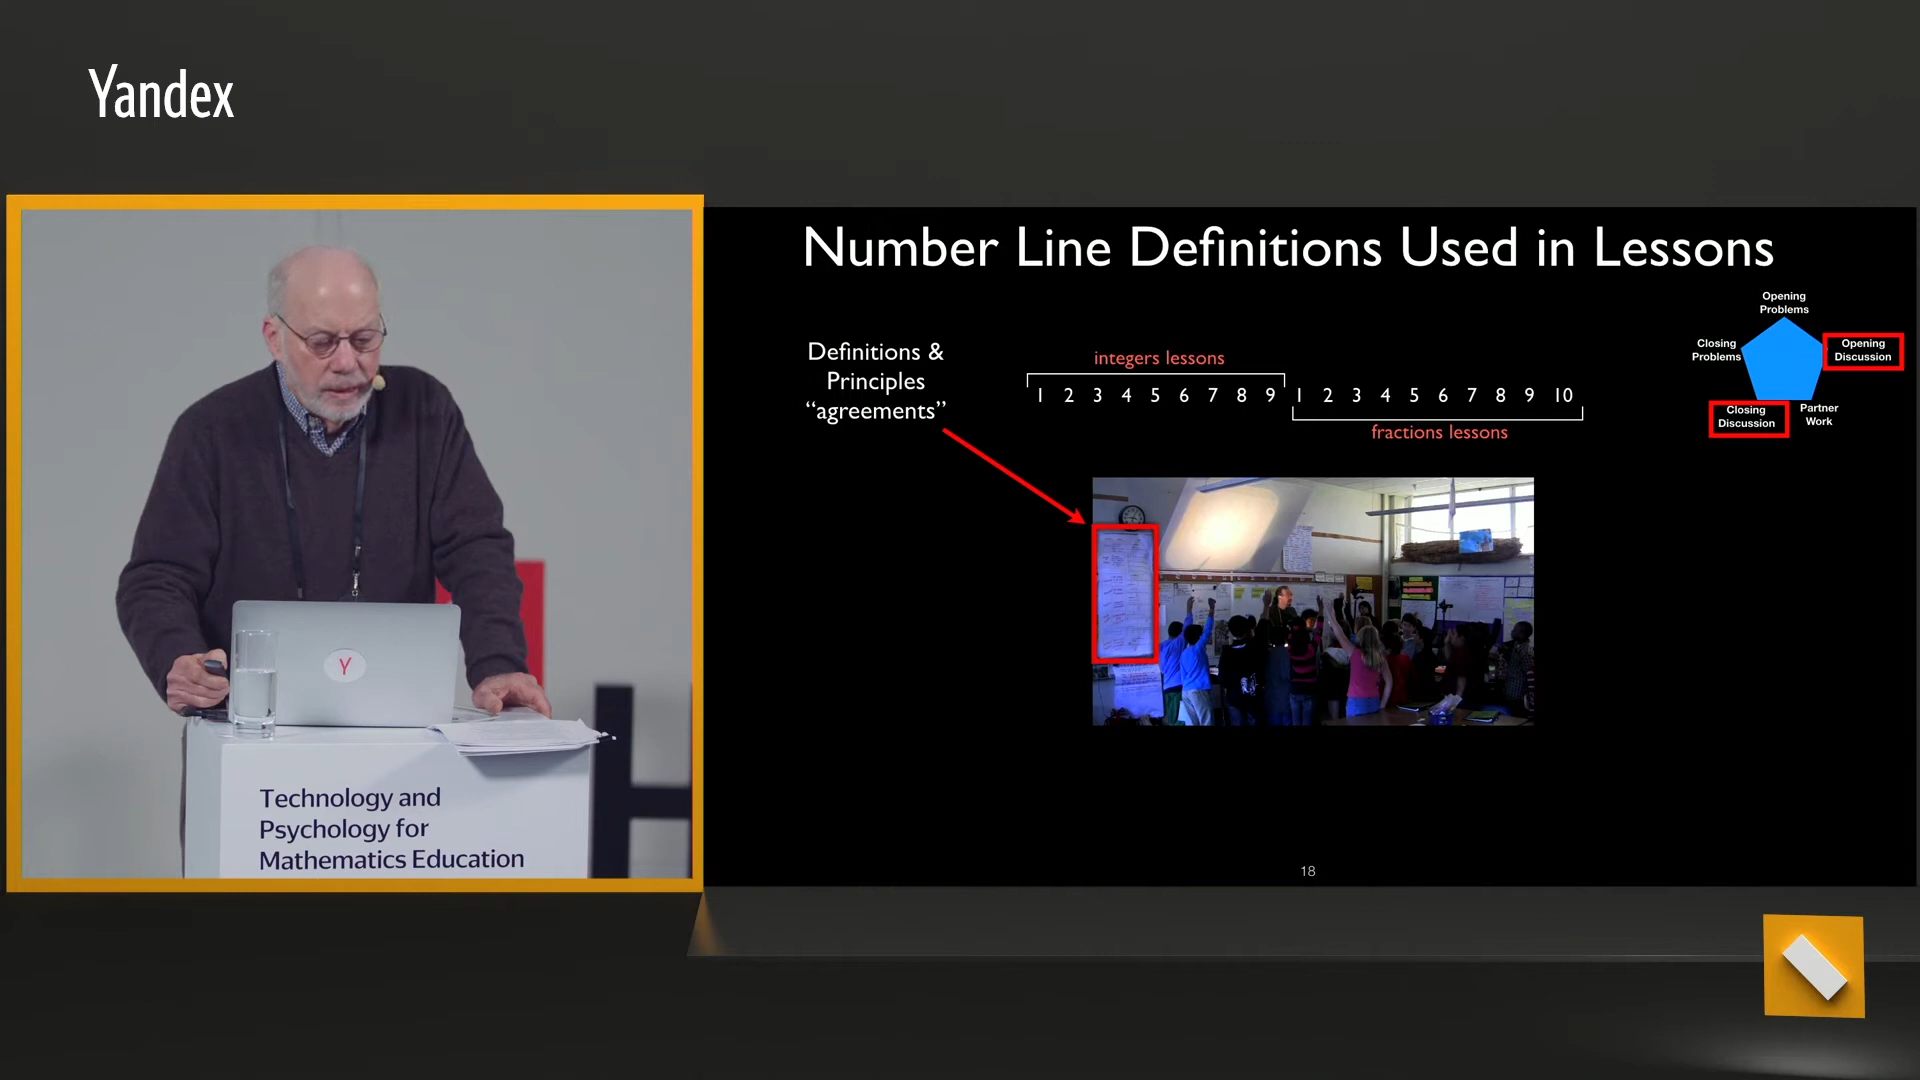 Yandex
Number Line Definitions Used in Lessons
Definitions &
Principles
“agreements”
integers lessons
1 2 3 4 5 6 7 8 9 1 2 3 4 5 6 7 8 9 10
fractions lessons
Opening
Problems
Closing
Problems
Opening
Discussion
Closing
Discussion
Partner
Work
Y
Technology and
Psychology for
Mathematics Education
18